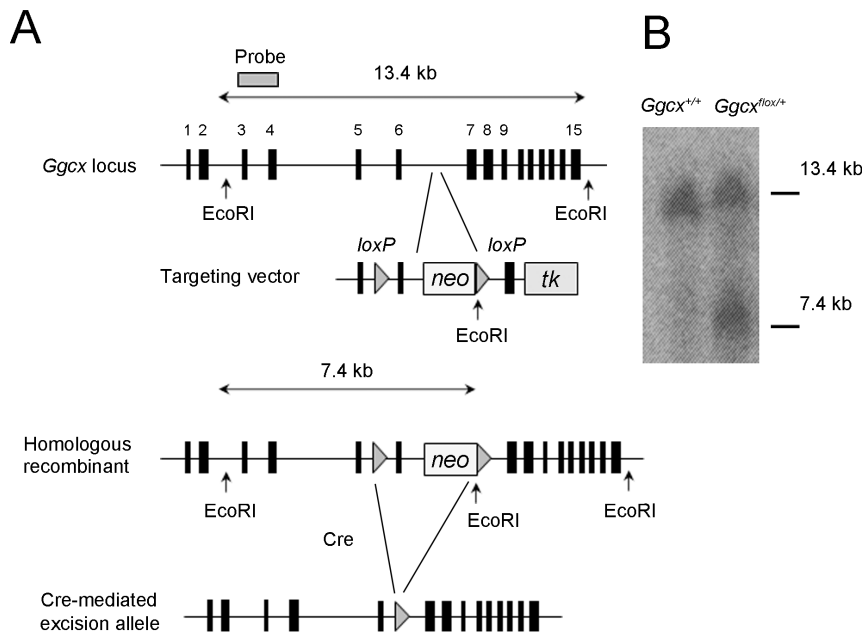 A
B
Probe
13.4 kb
Ggcx+/+ Ggcxflox/+
1 2 3 4 5 6 7 8 9 15
Ggcx locus
EcoRI EcoRI
13.4 kb
7.4 kb
loxP loxP
Targeting vector
neo tk
EcoRI
7.4 kb
Homologous
recombinant
neo
EcoRI EcoRI EcoRI
Cre
Cre-mediated
excision allele